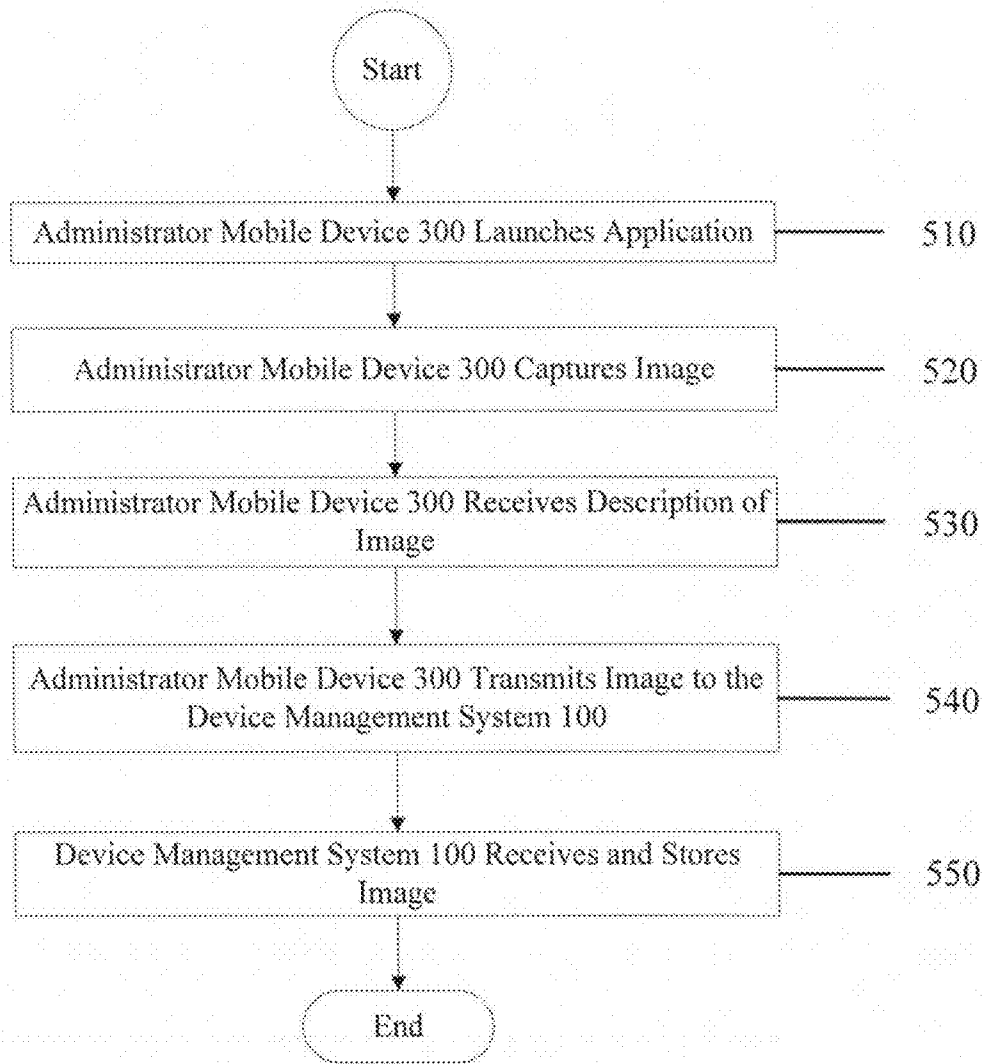 Start
Administrator Mobile Device 300 Launches Application
510
Administrator Mobile Device 300 Captures Image
520
Administrator Mobile Device 300 Receives Description of
Image
530
Administrator Mobile Device 300 Transmits Image to the
Device Management System 100
540
Device Management System 100 Receives and Stores
Image
550
End